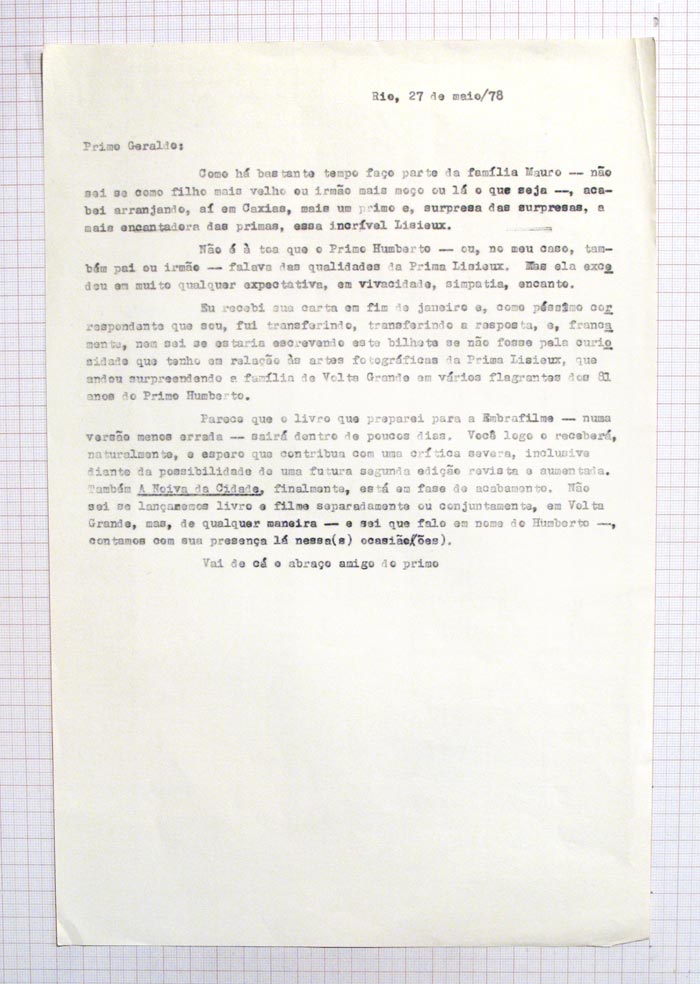 Rio, 27 de maio/78
Primo Geraldo:
Como há bastante tempo faço parte da família Mauro -- não
sei se como filho mais velho ou irmão mais moço ou lá o que seja --, aca-
bei arranjando, aí em Caxias, mais um primo e, surpresa das surpresas, a
mais encantadora das primas, essa incrível Lisieux.
Não é à toa que o Primo Humberto -- ou, no meu caso, tam-
bém pai ou irmão -- falava das qualidades da Prima Lisieux. Mas ela exce
deu em muito qualquer expectativa, em vivacidade, simpatia, encanto.
Eu recebi sua carta em fim de janeiro e, como péssimo cor
respondente que sou, fui transferindo, transferindo a resposta, e, franca
mente, nem sei se estaria escrevendo este bilhete se não fosse pela curio
sidade que tenho em relação às artes fotográficas da Prima Lisieux, que
andou surpreendendo a família de Volta Grande em vários flagrantes dos 81
anos do Primo Humberto.
Parece que o livro que preparei para a Embrafilme -- numa
versão menos errada -- sairá dentro de poucos dias. Você logo o receberá,
naturalmente, e espero que contribua com uma crítica severa, inclusive
diante da possibilidade de uma futura segunda edição revista e aumentada.
Também A Noiva da Cidade, finalmente, está em fase de acabamento. Não
sei se lançaremos livro e filme separadamente ou conjuntamente, em Volta
Grande, mas, de qualquer maneira -- e sei que falo em nome do Humberto --,
contamos com sua presença lá nessa(s) ocasião(ões).
Vai de cá o abraço amigo do primo